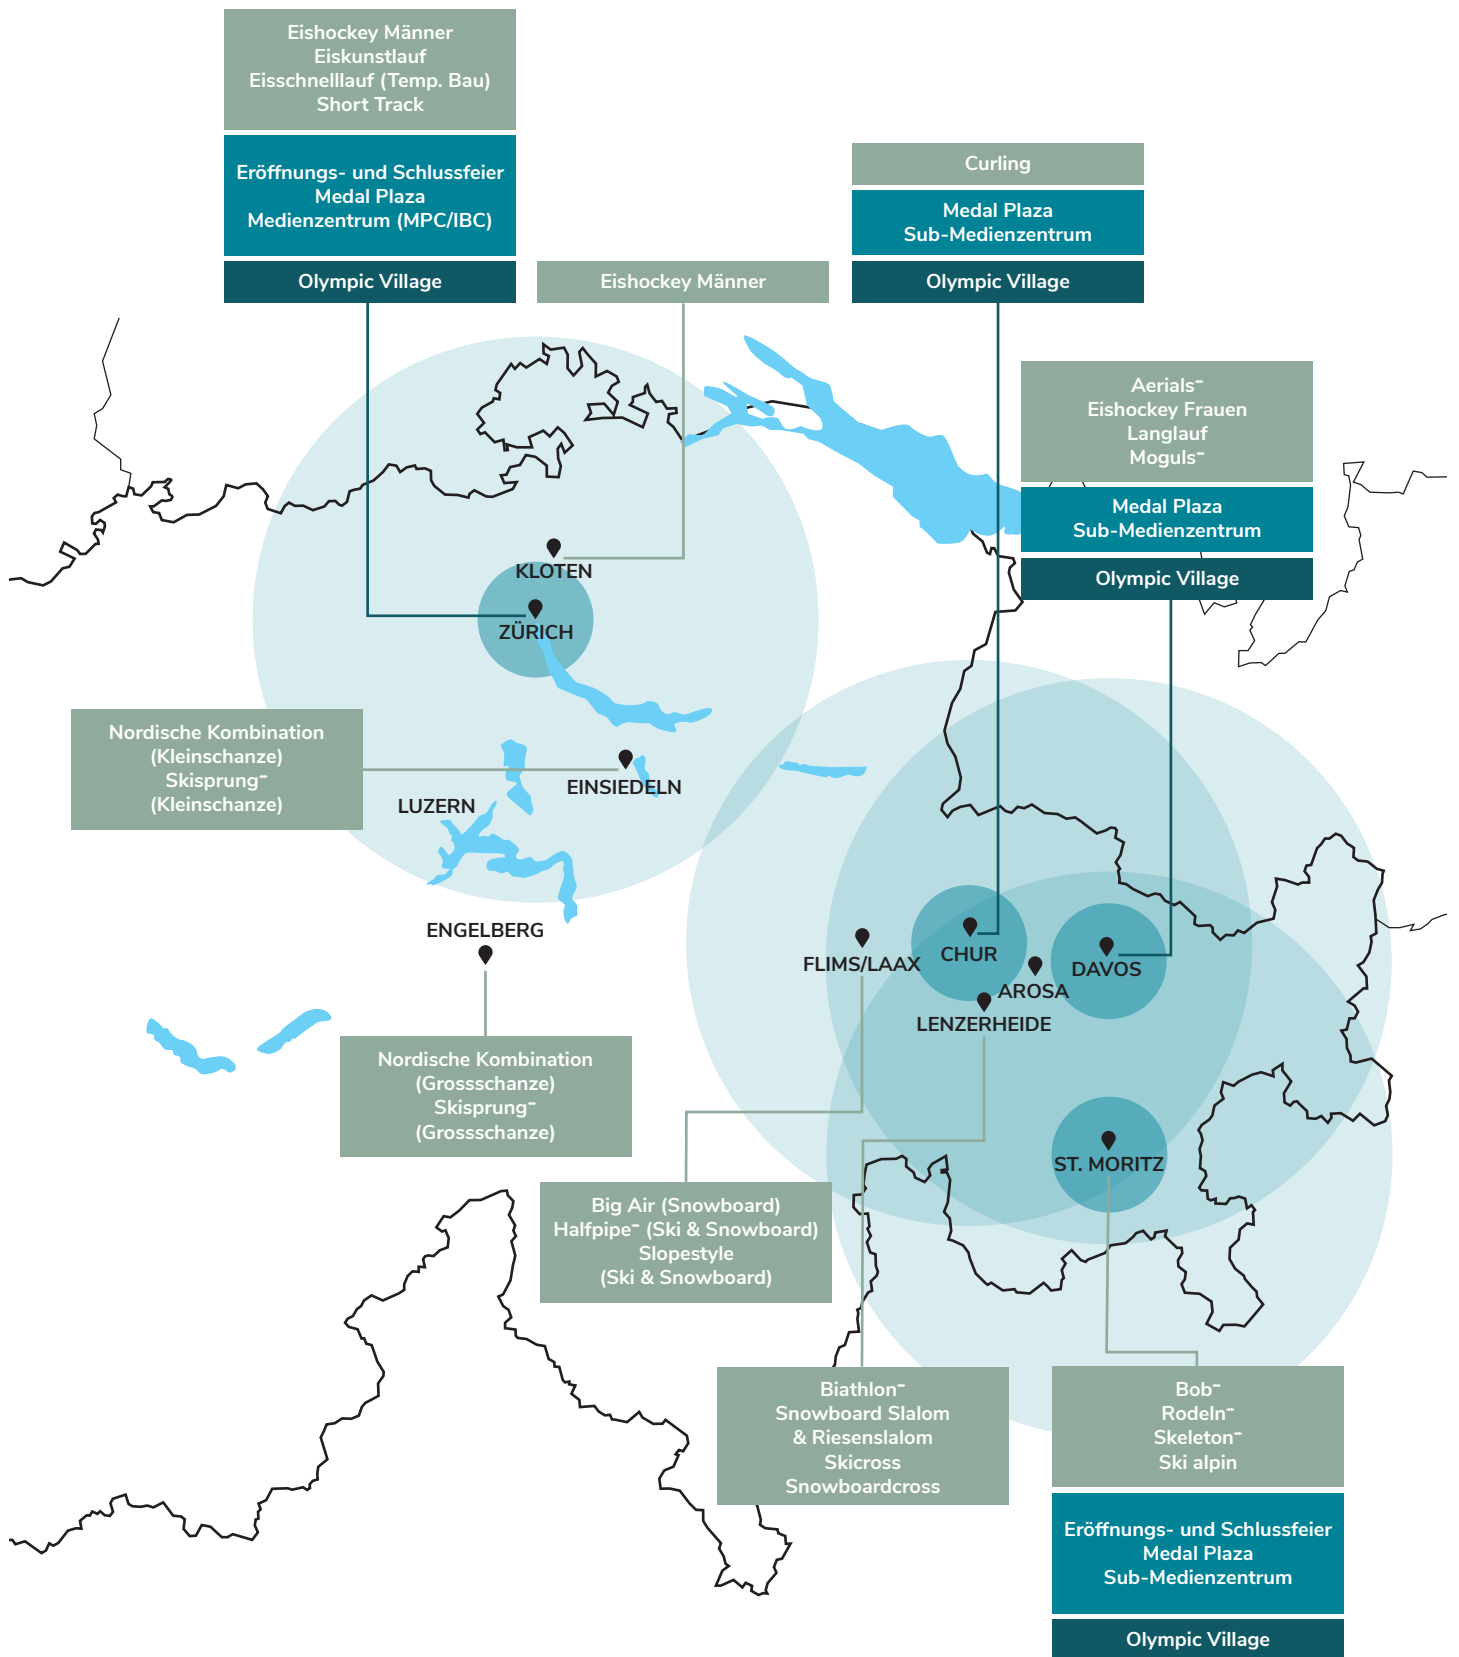 Eishockey Männer
Eiskunstlauf
Eisschnelllauf (Temp. Bau)
Short Track
Eröffnungs- und Schlussfeier
Medal Plaza
Medienzentrum (MPC/IBC)
Olympic Village
Eishockey Männer
Curling
Medal Plaza
Sub-Medienzentrum
Olympic Village
Aerials
Eishockey Frauen
Langlauf
Moguls
Medal Plaza
Sub-Medienzentrum
Olympic Village
KLOTEN
ZÜRICH
Nordische Kombination
(Kleinschanze)
Skisprung
(Kleinschanze)
EINSIEDELN
LUZERN
ENGELBERG
Nordische Kombination
(Grossschanze)
Skisprung
(Grossschanze)
FLIMS/LAAX
CHUR
AROSA
DAVOS
LENZERHEIDE
ST. MORITZ
Big Air (Snowboard)
Halfpipe (Ski & Snowboard)
Slopestyle
(Ski & Snowboard)
Biathlon
Snowboard Slalom
& Riesenslalom
Skicross
Snowboardcross
Bob
Rodeln
Skeleton
Ski alpin
Eröffnungs- und Schlussfeier
Medal Plaza
Sub-Medienzentrum
Olympic Village